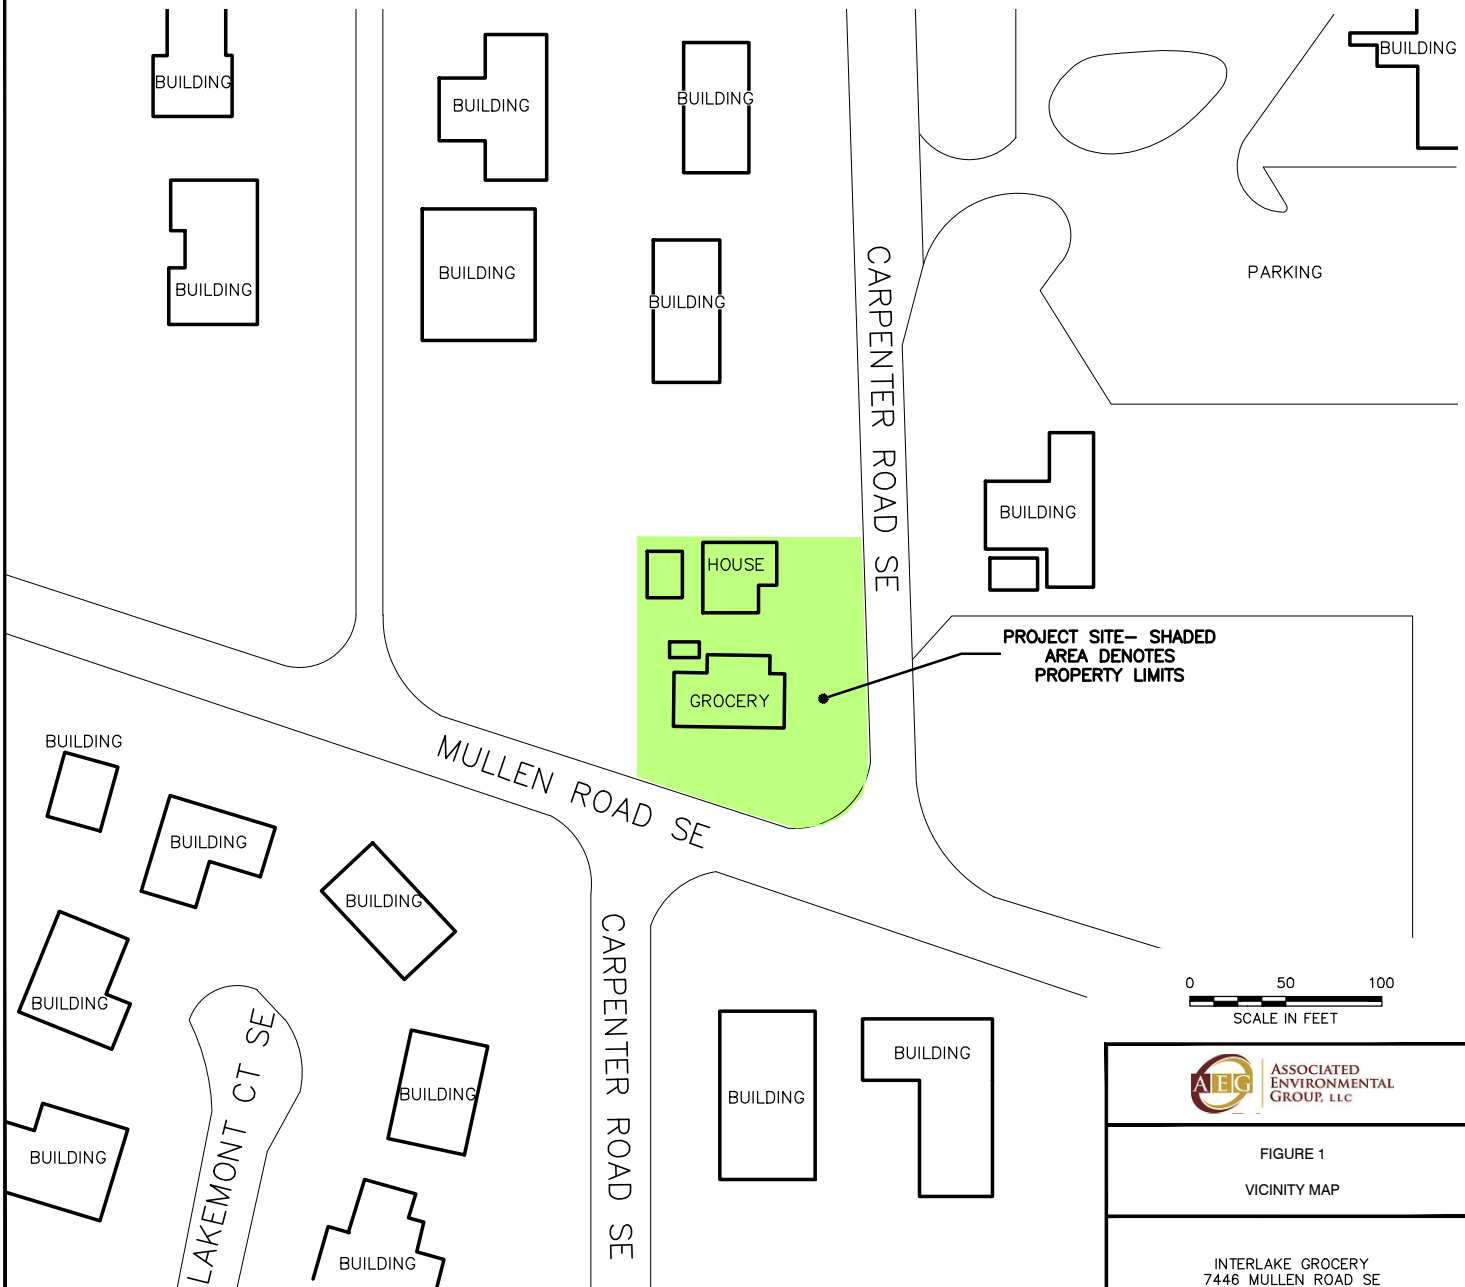 BUILDING
BUILDING
BUILDING
BUILDING
BUILDING
BUILDING
BUILDING
BUILDING
PARKING
CARPENTER ROAD SE
BUILDING
HOUSE
GROCERY
PROJECT SITE– SHADED
AREA DENOTES
PROPERTY LIMITS
MULLEN ROAD SE
BUILDING
BUILDING
BUILDING
BUILDING
CARPENTER ROAD SE
LAKEMONT CT SE
BUILDING
BUILDING
BUILDING
BUILDING
BUILDING
0 50 100
SCALE IN FEET
AEG
ASSOCIATED
ENVIRONMENTAL
GROUP, LLC
FIGURE 1
VICINITY MAP
INTERLAKE GROCERY
7446 MULLEN ROAD SE